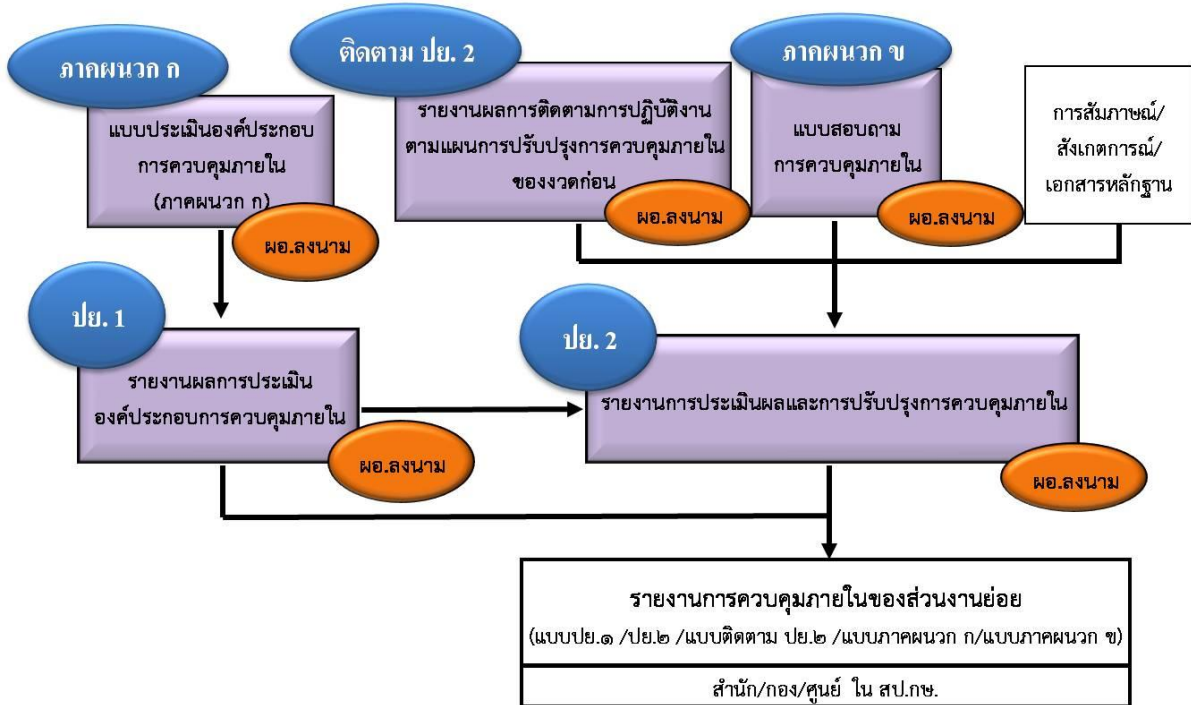 ภาคผนวก ก
แบบประเมินองค์ประกอบ
การควบคุมภายใน
(ภาคผนวก ก)
ผอ.ลงนาม
ติดตาม ปย. 2
รายงานผลการติดตามการปฏิบัติงาน
ตามแผนการปรับปรุงการควบคุมภายใน
ของงวดก่อน
ผอ.ลงนาม
ภาคผนวก ข
แบบสอบถาม
การควบคุมภายใน
ผอ.ลงนาม
การสัมภาษณ์/
สังเกตการณ์/
เอกสารหลักฐาน
ปย. 1
รายงานผลการประเมิน
องค์ประกอบการควบคุมภายใน
ผอ.ลงนาม
ปย. 2
รายงานการประเมินผลและการปรับปรุงการควบคุมภายใน
ผอ.ลงนาม
รายงานการควบคุมภายในของส่วนงานย่อย
(แบบปย.๑ /ปย.๒ /แบบติดตาม ปย.๒ /แบบภาคผนวก ก/แบบภาคผนวก ข)
สำนัก/กอง/ศูนย์ ใน สป.กษ.